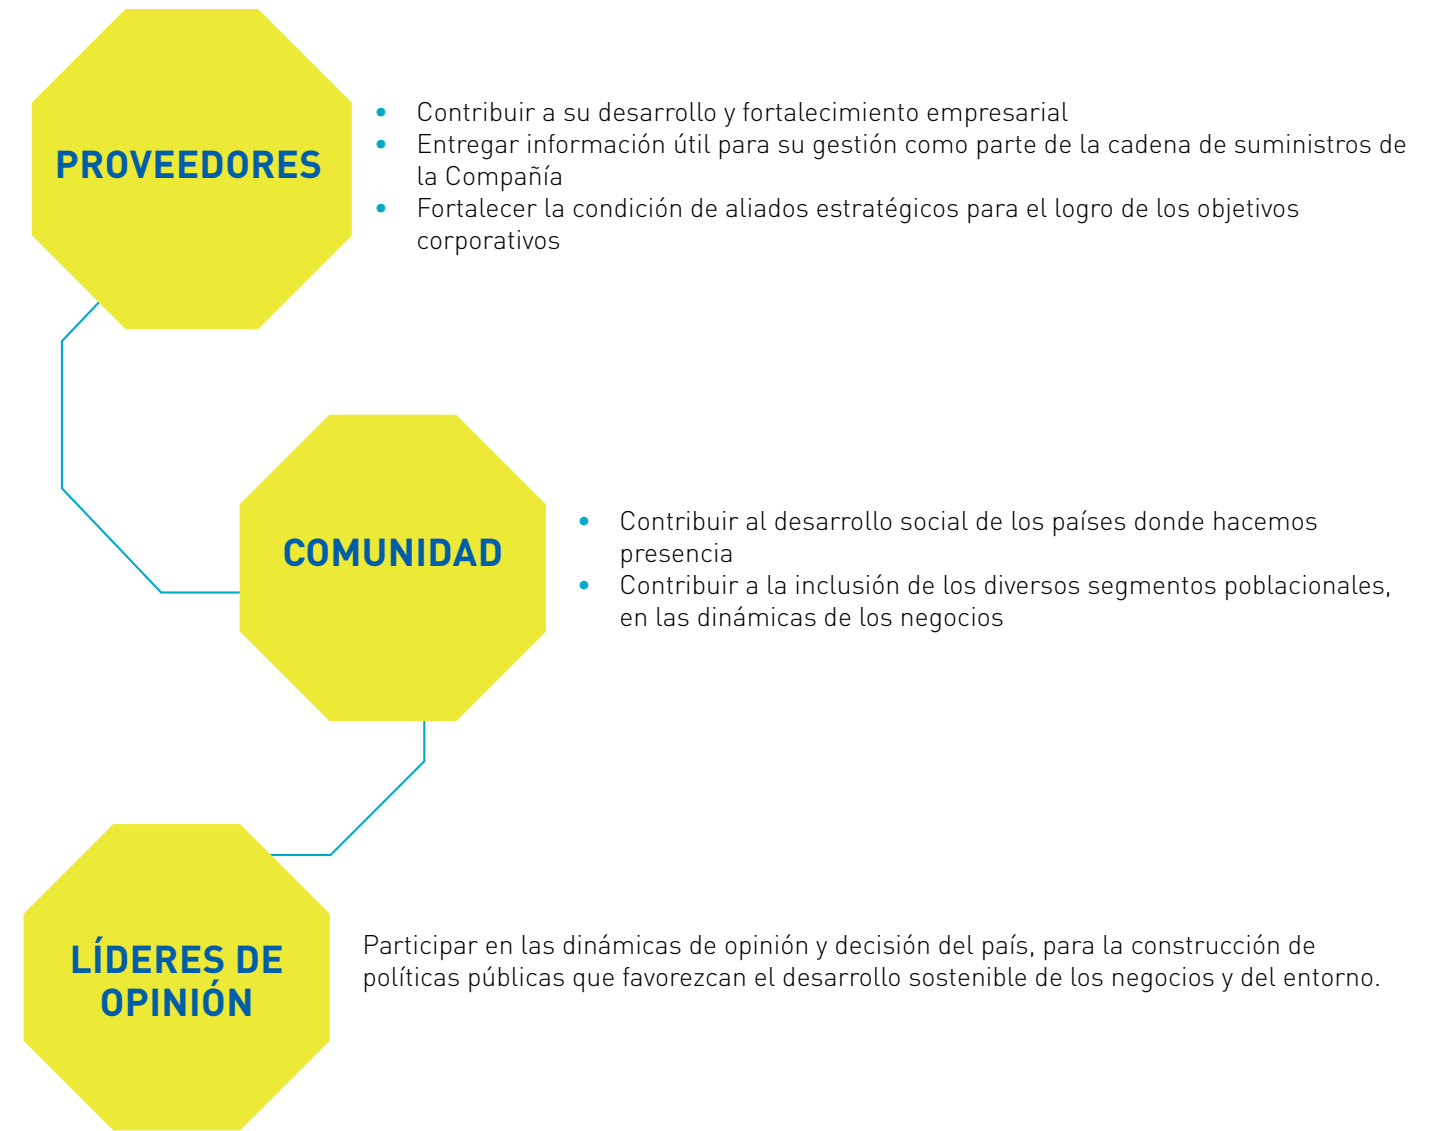 PROVEEDORES
• Contribuir a su desarrollo y fortalecimiento empresarial
• Entregar información útil para su gestión como parte de la cadena de suministros de
la Compañía
• Fortalecer la condición de aliados estratégicos para el logro de los objetivos
corporativos
COMUNIDAD
• Contribuir al desarrollo social de los países donde hacemos
presencia
• Contribuir a la inclusión de los diversos segmentos poblacionales,
en las dinámicas de los negocios
LÍDERES DE
OPINIÓN
Participar en las dinámicas de opinión y decisión del país, para la construcción de
políticas públicas que favorezcan el desarrollo sostenible de los negocios y del entorno.